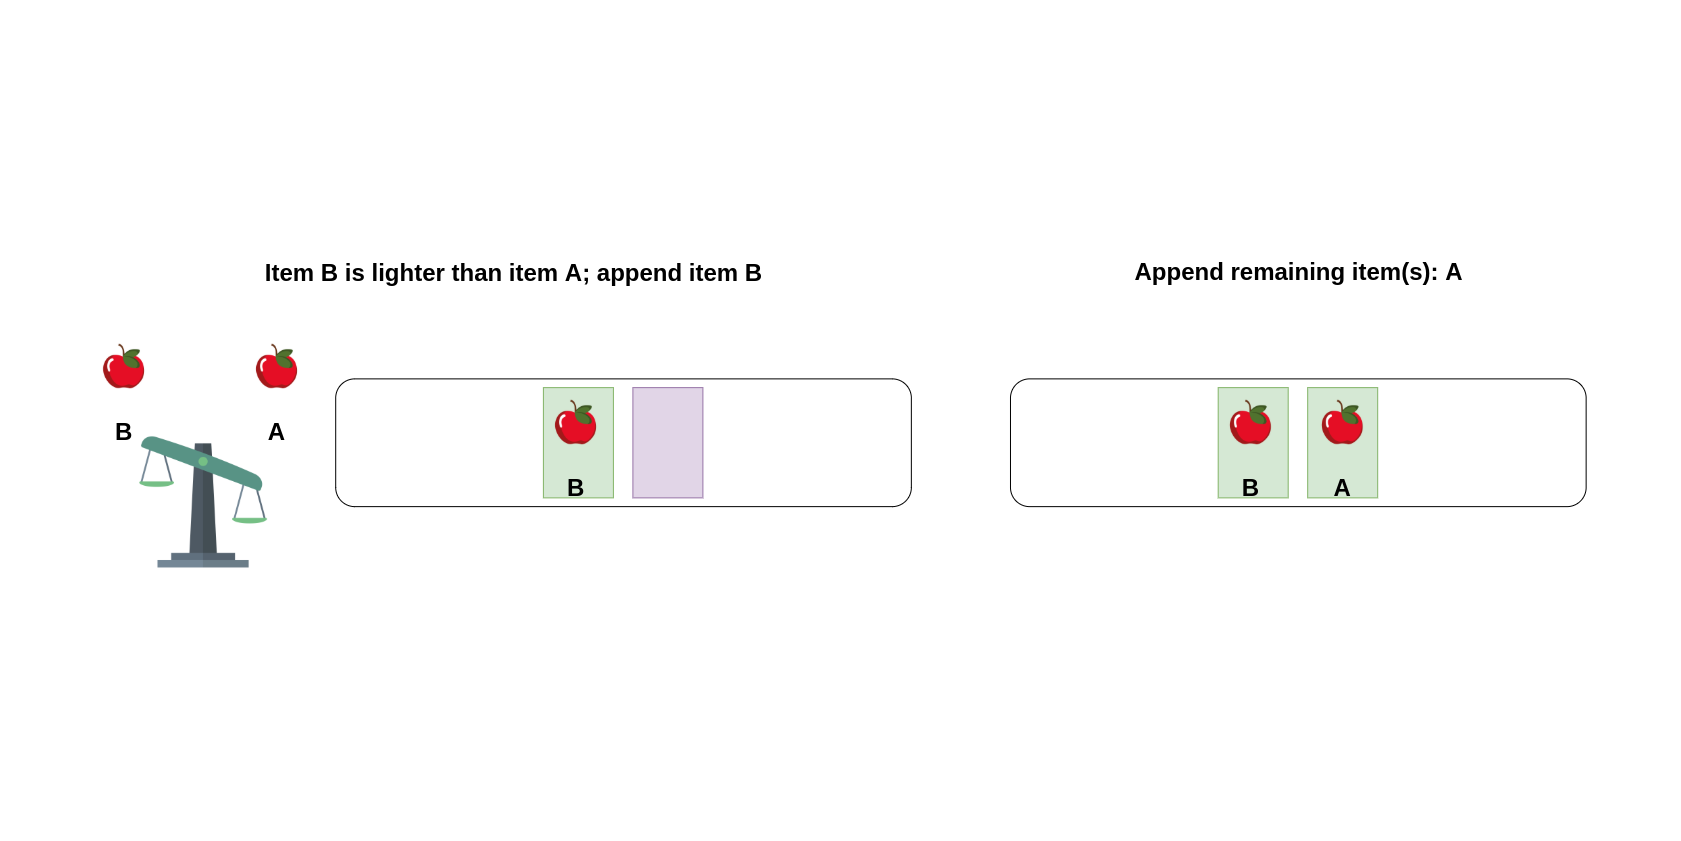 Item B is lighter than item A; append item B
Append remaining item(s): A
B
A
B
B
A